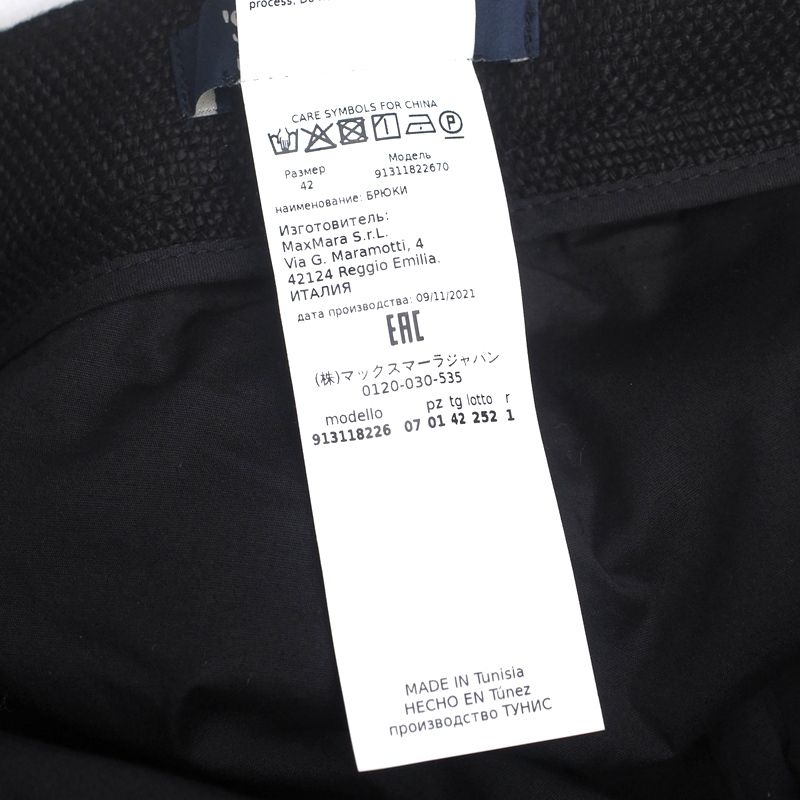 process.
'S
CARE SYMBOLS FOR CHINA
P
Размер Модель
42 91311822670
наименование: БРЮКИ
Изготовитель:
MaxMara S.r.L.
Via G. Maramotti, 4
42124 Reggio Emilia.
ИТАЛИЯ
дата производства: 09/11/2021
EAC
(株)マックスマーラジャパン
0120-030-535
modello pz tg lotto r
913118226 07 01 42 252 1
MADE IN Tunisia
HECHO EN Túnez
производство ТУНИС